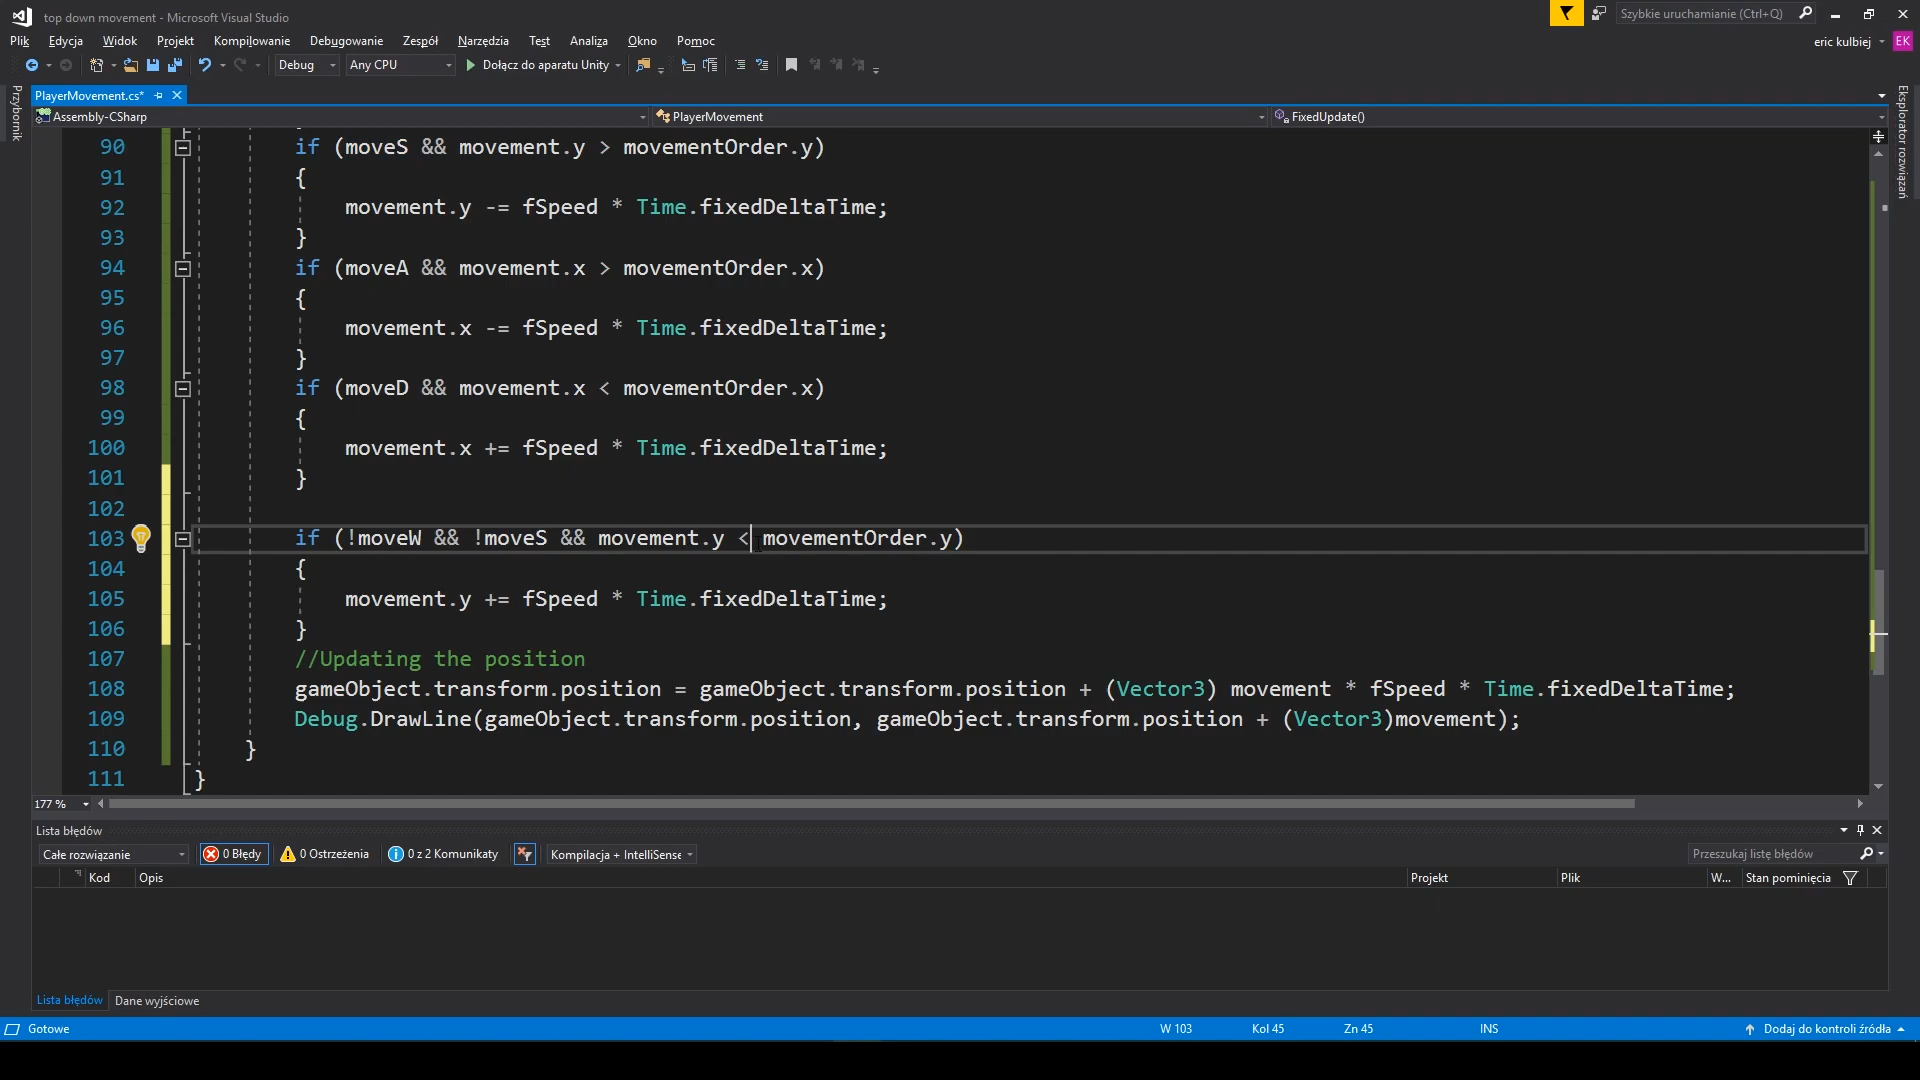 top down movement - Microsoft Visual Studio
Szybkie uruchamianie (Ctrl+Q)
Plik Edycja Widok Projekt Kompilowanie Debugowanie Zespół Narzędzia Test Analiza Okno Pomoc
eric kulbiej EK
Debug Any CPU Dołącz do aparatu Unity
PlayerMovement.cs*
Przybornik
Eksplorator rozwiązań
Assembly-CSharp PlayerMovement FixedUpdate()
90 if (moveS && movement.y > movementOrder.y)
91 {
92 movement.y -= fSpeed * Time.fixedDeltaTime;
93 }
94 if (moveA && movement.x > movementOrder.x)
95 {
96 movement.x -= fSpeed * Time.fixedDeltaTime;
97 }
98 if (moveD && movement.x < movementOrder.x)
99 {
100 movement.x += fSpeed * Time.fixedDeltaTime;
101 }
102
103 if (!moveW && !moveS && movement.y < movementOrder.y)
104 {
105 movement.y += fSpeed * Time.fixedDeltaTime;
106 }
107 //Updating the position
108 gameObject.transform.position = gameObject.transform.position + (Vector3) movement * fSpeed * Time.fixedDeltaTime;
109 Debug.DrawLine(gameObject.transform.position, gameObject.transform.position + (Vector3)movement);
110 }
111 }
177 %
Lista błędów
Całe rozwiązanie 0 Błędy 0 Ostrzeżenia 0 z 2 Komunikaty Kompilacja + IntelliSense Przeszukaj listę błędów
Kod Opis Projekt Plik W... Stan pominięcia
Lista błędów Dane wyjściowe
Gotowe W 103 Kol 45 Zn 45 INS Dodaj do kontroli źródła